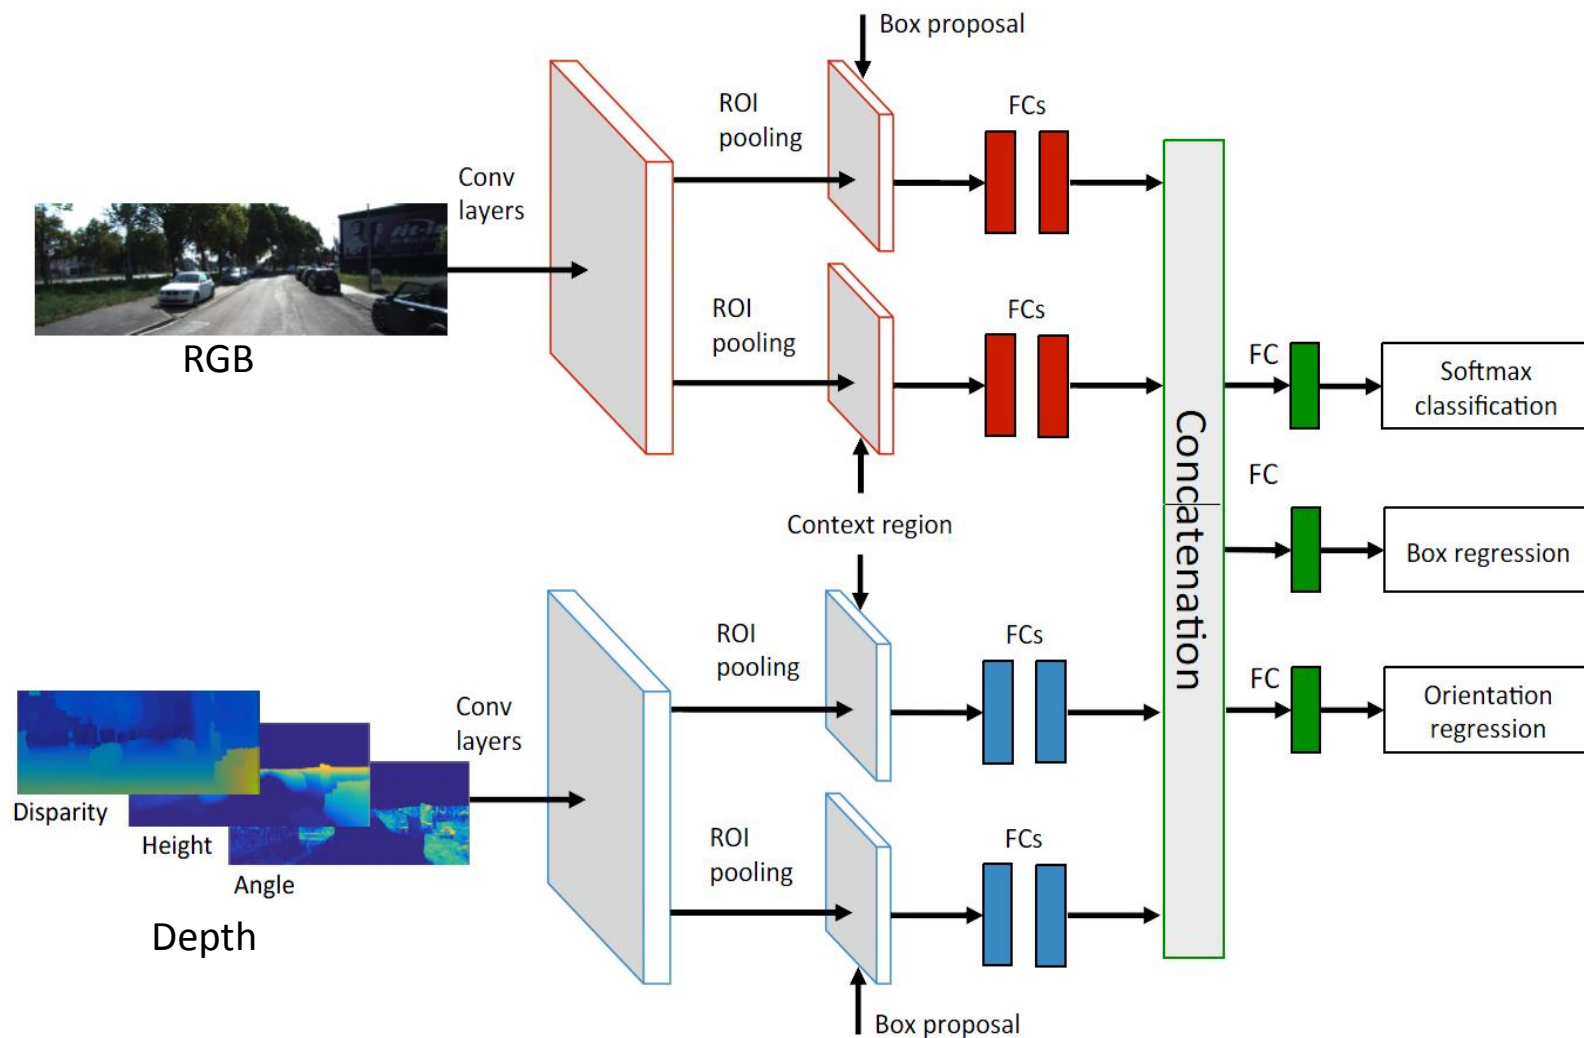 Box proposal
ROI
pooling
FCs
Conv
layers
RGB
ROI
pooling
FCs
FC
Softmax
classification
Concatenation
FC
Context region
Box regression
ROI
pooling
FCs
FC
Orientation
regression
Conv
layers
Disparity
Height
Angle
Depth
ROI
pooling
FCs
Box proposal